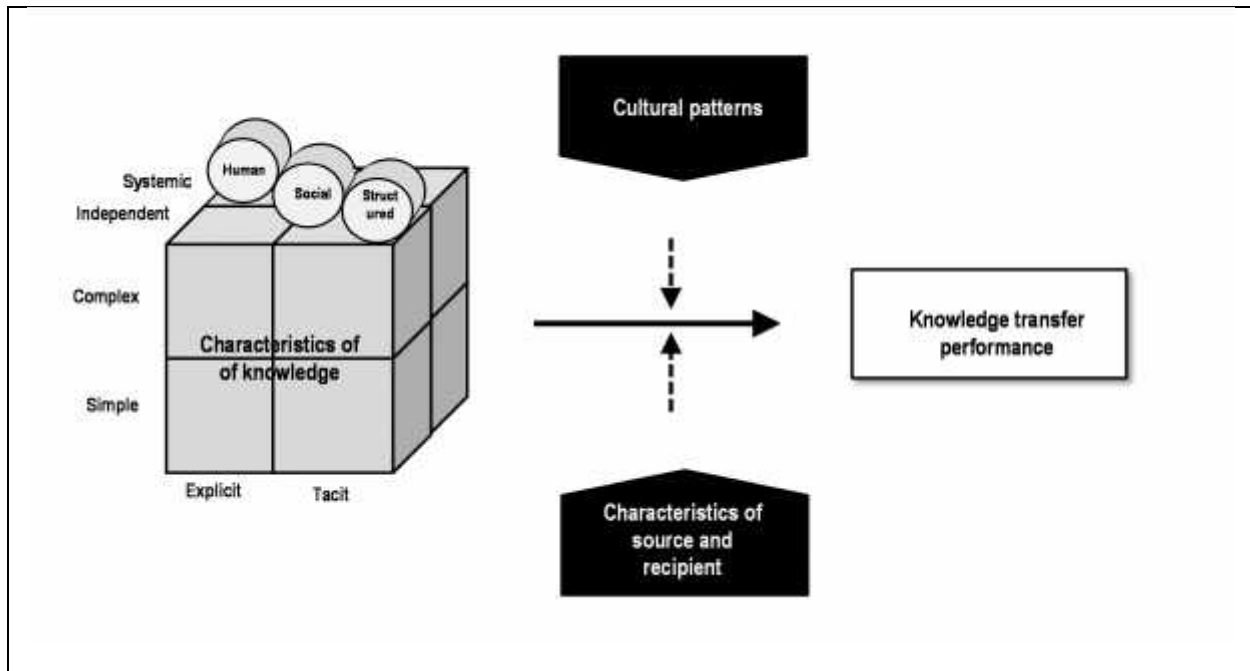 Cultural patterns
Human
Systemic
Social
Struct
ured
Independent
Complex
Characteristics of
of knowledge
Simple
Explicit
Tacit
Knowledge transfer
performance
Characteristics of
source and
recipient